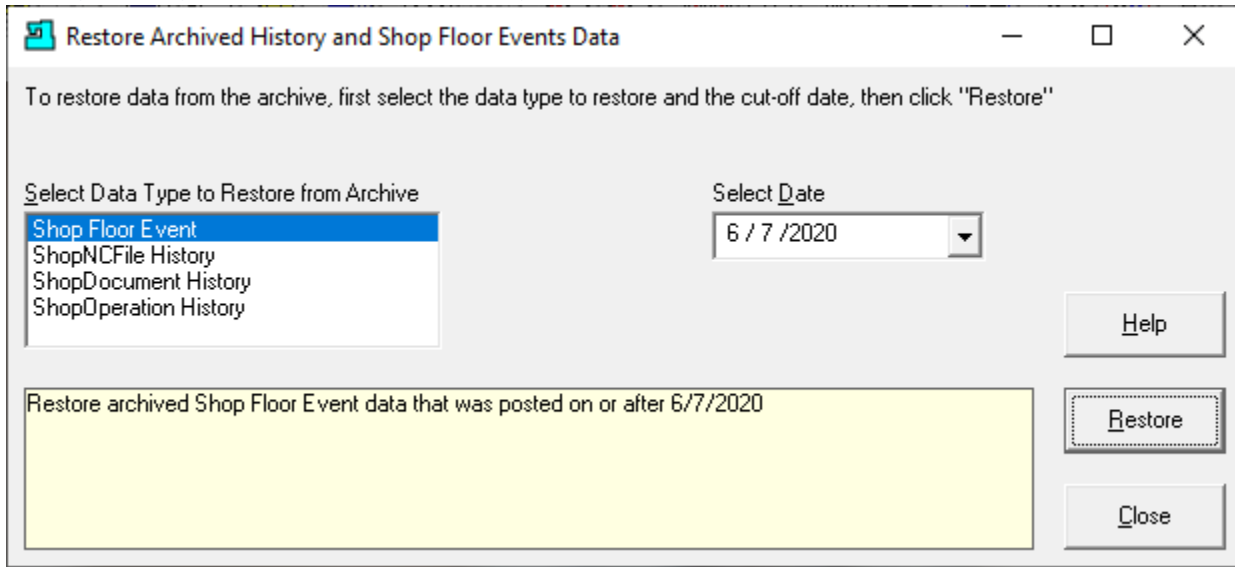 Restore Archived History and Shop Floor Events Data
To restore data from the archive, first select the data type to restore and the cut-off date, then click "Restore"
Select Data Type to Restore from Archive
Shop Floor Event
ShopNCFile History
ShopDocument History
ShopOperation History
Select Date
6 / 7 /2020
Help
Restore archived Shop Floor Event data that was posted on or after 6/7/2020
Restore
Close